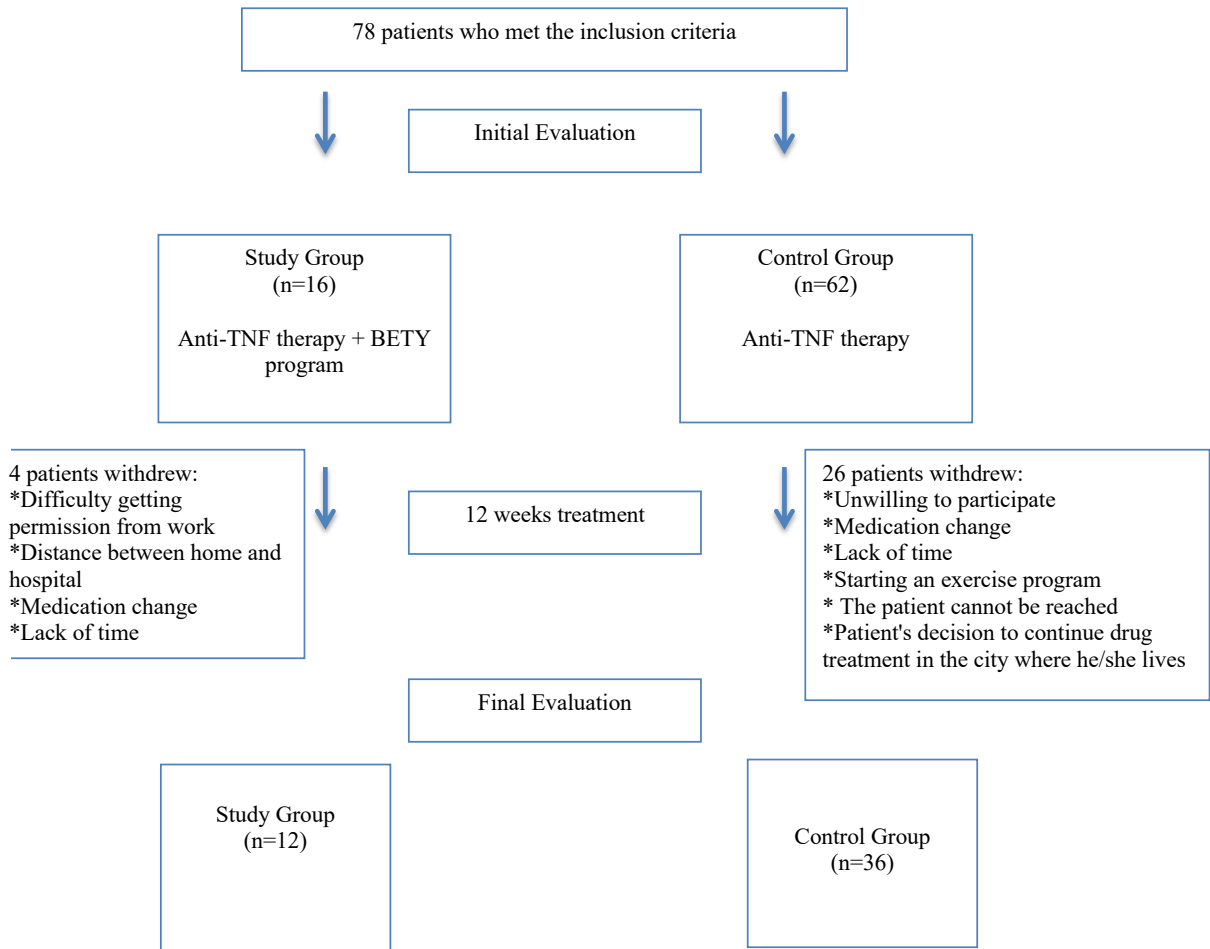 78 patients who met the inclusion criteria
Initial Evaluation
Study Group
(n=16)
Anti-TNF therapy + BETY
program
Control Group
(n=62)
Anti-TNF therapy
4 patients withdrew:
*Difficulty getting
permission from work
*Distance between home and
hospital
*Medication change
*Lack of time
12 weeks treatment
26 patients withdrew:
*Unwilling to participate
*Medication change
*Lack of time
*Starting an exercise program
* The patient cannot be reached
*Patient's decision to continue drug
treatment in the city where he/she lives
Final Evaluation
Study Group
(n=12)
Control Group
(n=36)